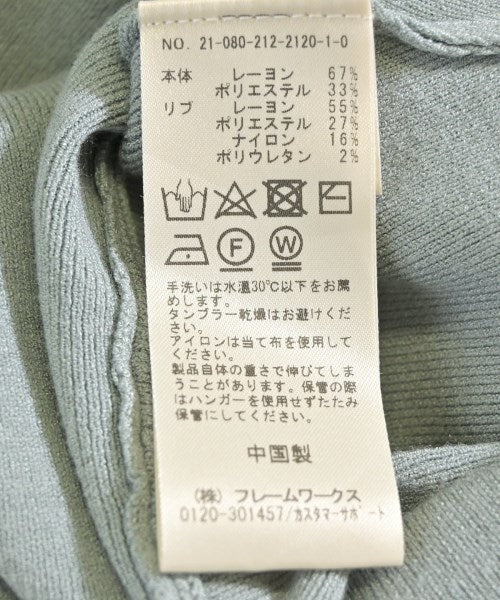 NO. 21-080-212-2120-1-0
本体 レーヨン 67%
ポリエステル 33%
リブ レーヨン 55%
ポリエステル 27%
ナイロン 16%
ポリウレタン 2%
F W
手洗いは水温30℃以下をお薦
めします。
タンブラー乾燥はお避けくだ
さい。
アイロンは当て布を使用して
ください。
製品自体の重さで伸びてしま
うことがあります。保管の際
はハンガーを使用せずたたみ
保管にしてください。
中国製
(株) フレームワークス
0120-301457/カスタマーサポート